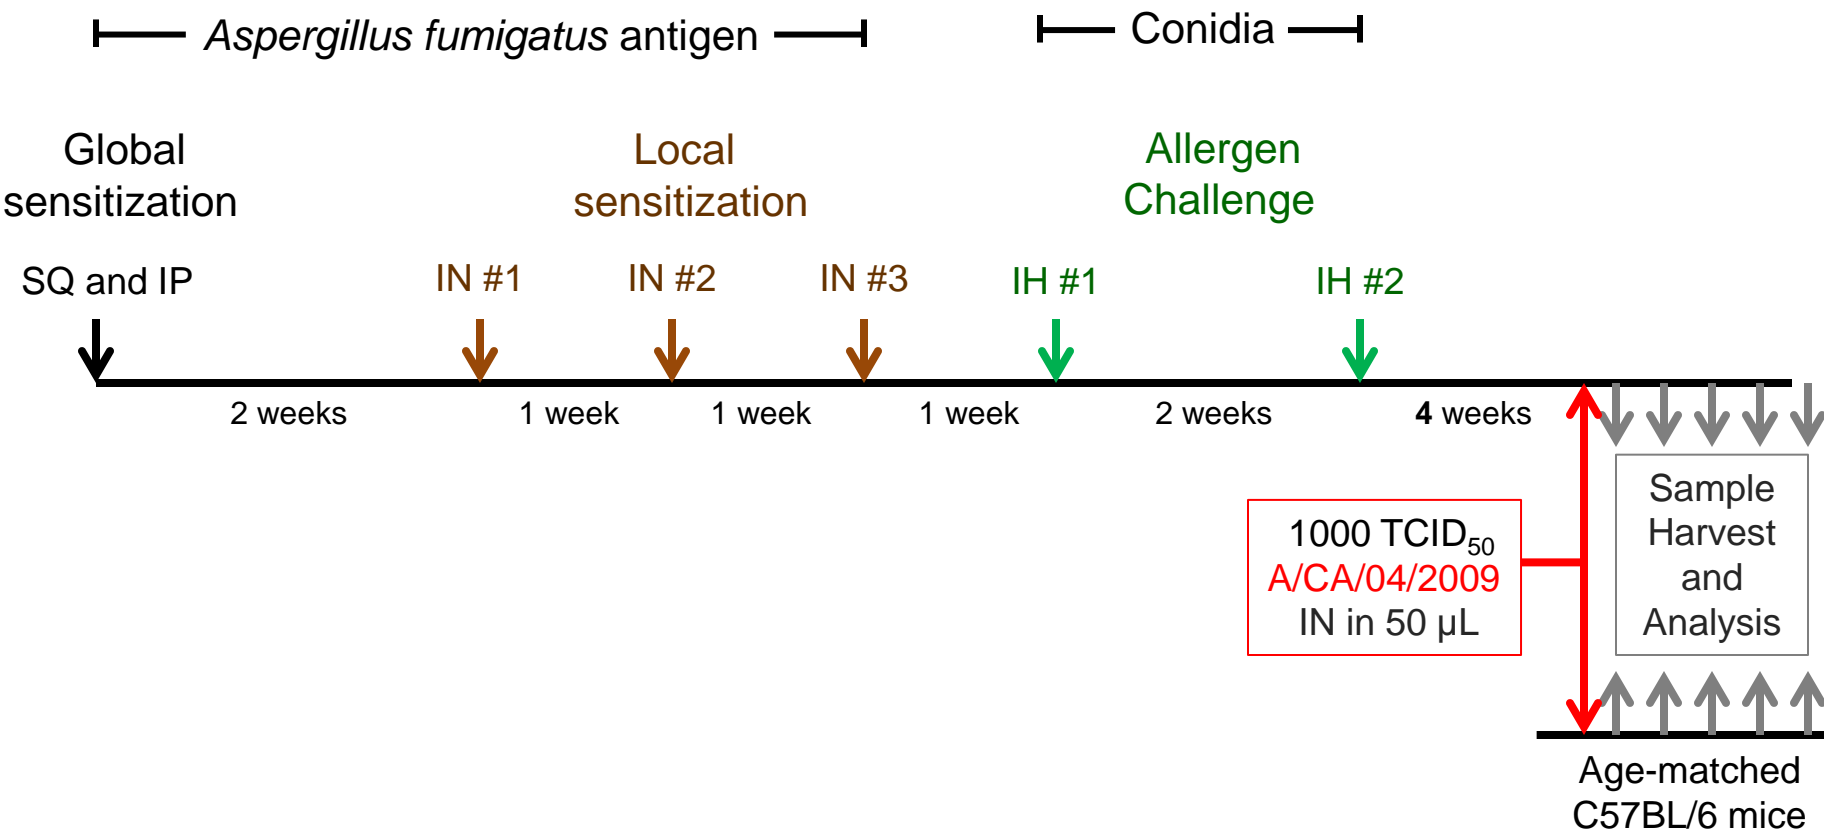 Aspergillus fumigatus antigen
Conidia
Global
sensitization
Local
sensitization
Allergen
Challenge
SQ and IP
IN #1
IN #2
IN #3
IH #1
IH #2
2 weeks
1 week
1 week
1 week
2 weeks
4 weeks
1000 TCID50
A/CA/04/2009
IN in 50 µL
Sample
Harvest
and
Analysis
Age-matched
C57BL/6 mice